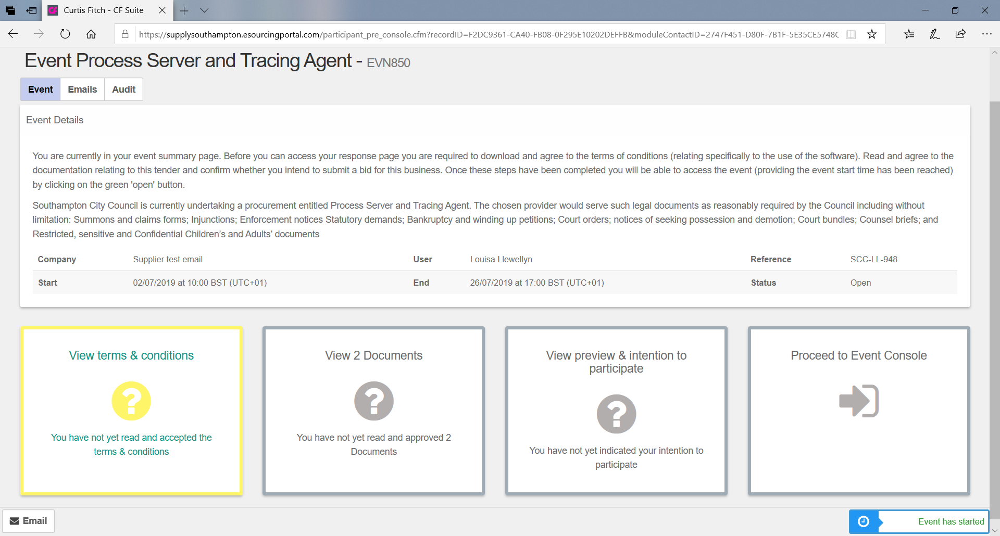 Curtis Fitch - CF Suite
https://supplysouthampton.esourcingportal.com/participant_pre_console.cfm?recordID=F2DC9361-CA40-FB08-0F295E10202DEFFB&moduleContactID=2747F451-D80F-7B1F-5E35CE5748C
Event Process Server and Tracing Agent - EVN850
Event Emails Audit
Event Details
You are currently in your event summary page. Before you can access your response page you are required to download and agree to the terms of conditions (relating specifically to the use of the software). Read and agree to the
documentation relating to this tender and confirm whether you intend to submit a bid for this business. Once these steps have been completed you will be able to access the event (providing the event start time has been reached)
by clicking on the green 'open' button.
Southampton City Council is currently undertaking a procurement entitled Process Server and Tracing Agent. The chosen provider would serve such legal documents as reasonably required by the Council including without
limitation: Summons and claims forms; Injunctions; Enforcement notices Statutory demands; Bankruptcy and winding up petitions; Court orders; notices of seeking possession and demotion; Court bundles; Counsel briefs; and
Restricted, sensitive and Confidential Children's and Adults' documents
Company Supplier test email User Louisa Llewellyn Reference SCC-LL-948
Start 02/07/2019 at 10:00 BST (UTC+01) End 26/07/2019 at 17:00 BST (UTC+01) Status Open
View terms & conditions
You have not yet read and accepted the
terms & conditions
View 2 Documents
You have not yet read and approved 2
Documents
View preview & intention to
participate
You have not yet indicated your intention to
participate
Proceed to Event Console
Email
Event has started